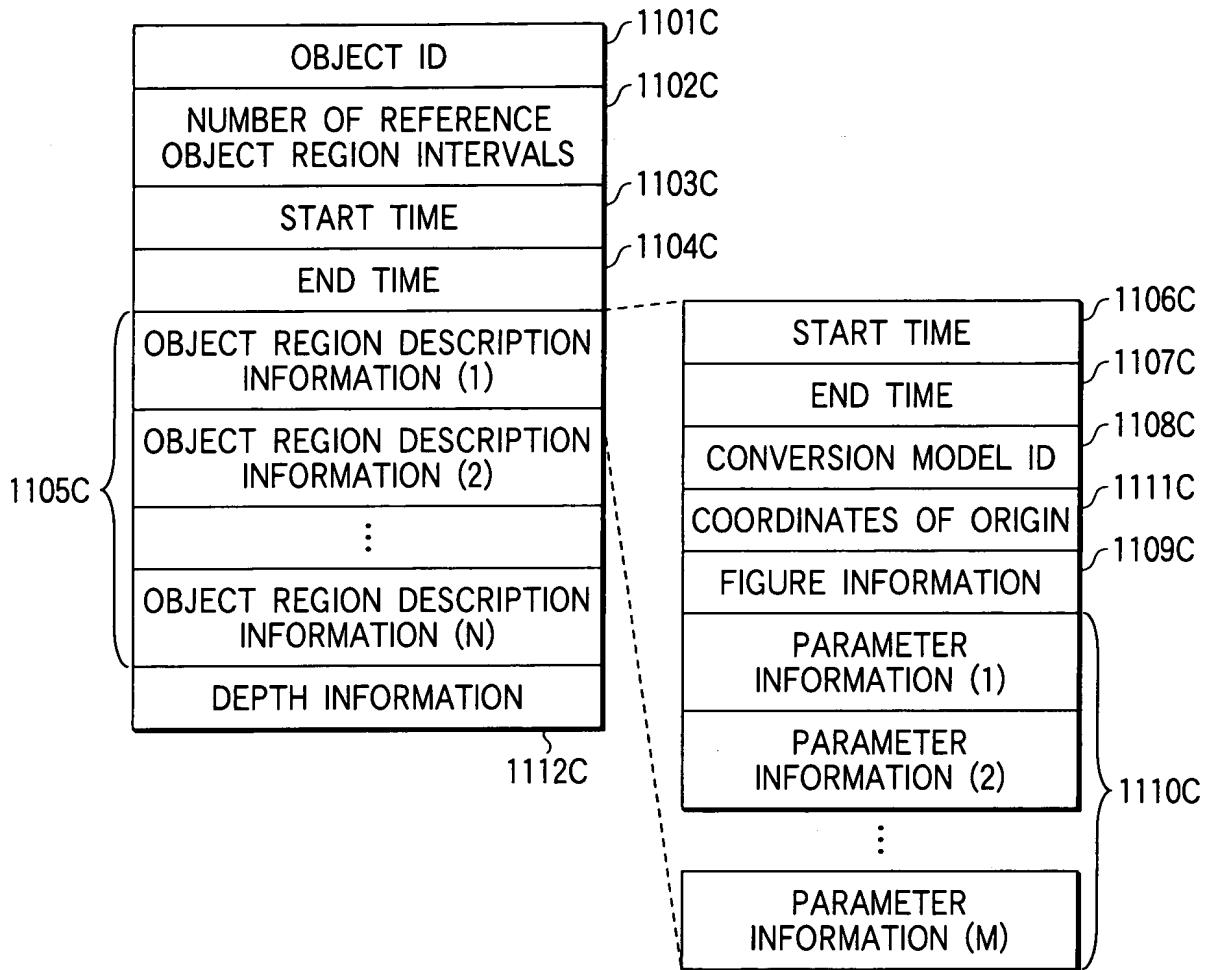 1101C
OBJECT ID
1102C
NUMBER OF REFERENCE
OBJECT REGION INTERVALS
1103C
START TIME
1104C
END TIME
1105C
OBJECT REGION DESCRIPTION
INFORMATION (1)
OBJECT REGION DESCRIPTION
INFORMATION (2)
⋮
OBJECT REGION DESCRIPTION
INFORMATION (N)
DEPTH INFORMATION
1112C
1106C
START TIME
1107C
END TIME
1108C
CONVERSION MODEL ID
1111C
COORDINATES OF ORIGIN
1109C
FIGURE INFORMATION
PARAMETER
INFORMATION (1)
PARAMETER
INFORMATION (2)
1110C
⋮
PARAMETER
INFORMATION (M)